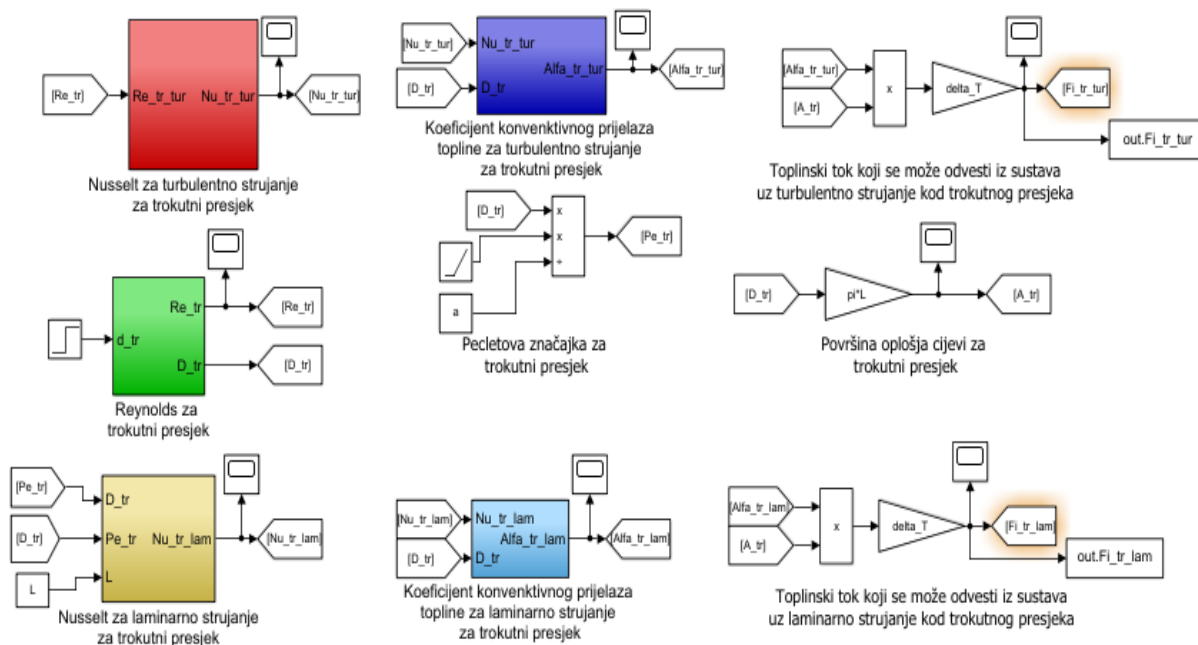 [Re_tr]
Re_tr_tur
Nu_tr_tur
[Nu_tr_tur]
Nusselt za turbulentno strujanje
za trokutni presjek
[Nu_tr_tur]
[D_tr]
Nu_tr_tur
Alfa_tr_tur
D_tr
[Alfa_tr_tur]
Koeficijent konvenktivnog prijelaza
topline za turbulentno strujanje
za trokutni presjek
[Alfa_tr_tur]
[A_tr]
x
delta_T
[Fi_tr_tur]
out.Fi_tr_tur
Toplinski tok koji se može odvesti iz sustava
uz turbulentno strujanje kod trokutnog presjeka
d_tr
Re_tr
D_tr
[Re_tr]
[D_tr]
Reynolds za
trokutni presjek
[D_tr]
a
x
x
÷
[Pe_tr]
Pecletova značajka za
trokutni presjek
[D_tr]
pi*L
[A_tr]
Površina oplošja cijevi za
trokutni presjek
[Pe_tr]
[D_tr]
L
D_tr
Pe_tr
Nu_tr_lam
L
[Nu_tr_lam]
Nusselt za laminarno strujanje
za trokutni presjek
[Nu_tr_lam]
[D_tr]
Nu_tr_lam
Alfa_tr_lam
D_tr
[Alfa_tr_lam]
Koeficijent konvenktivnog prijelaza
topline za laminarno strujanje
za trokutni presjek
[Alfa_tr_lam]
[A_tr]
x
delta_T
[Fi_tr_lam]
out.Fi_tr_lam
Toplinski tok koji se može odvesti iz sustava
uz laminarno strujanje kod trokutnog presjeka